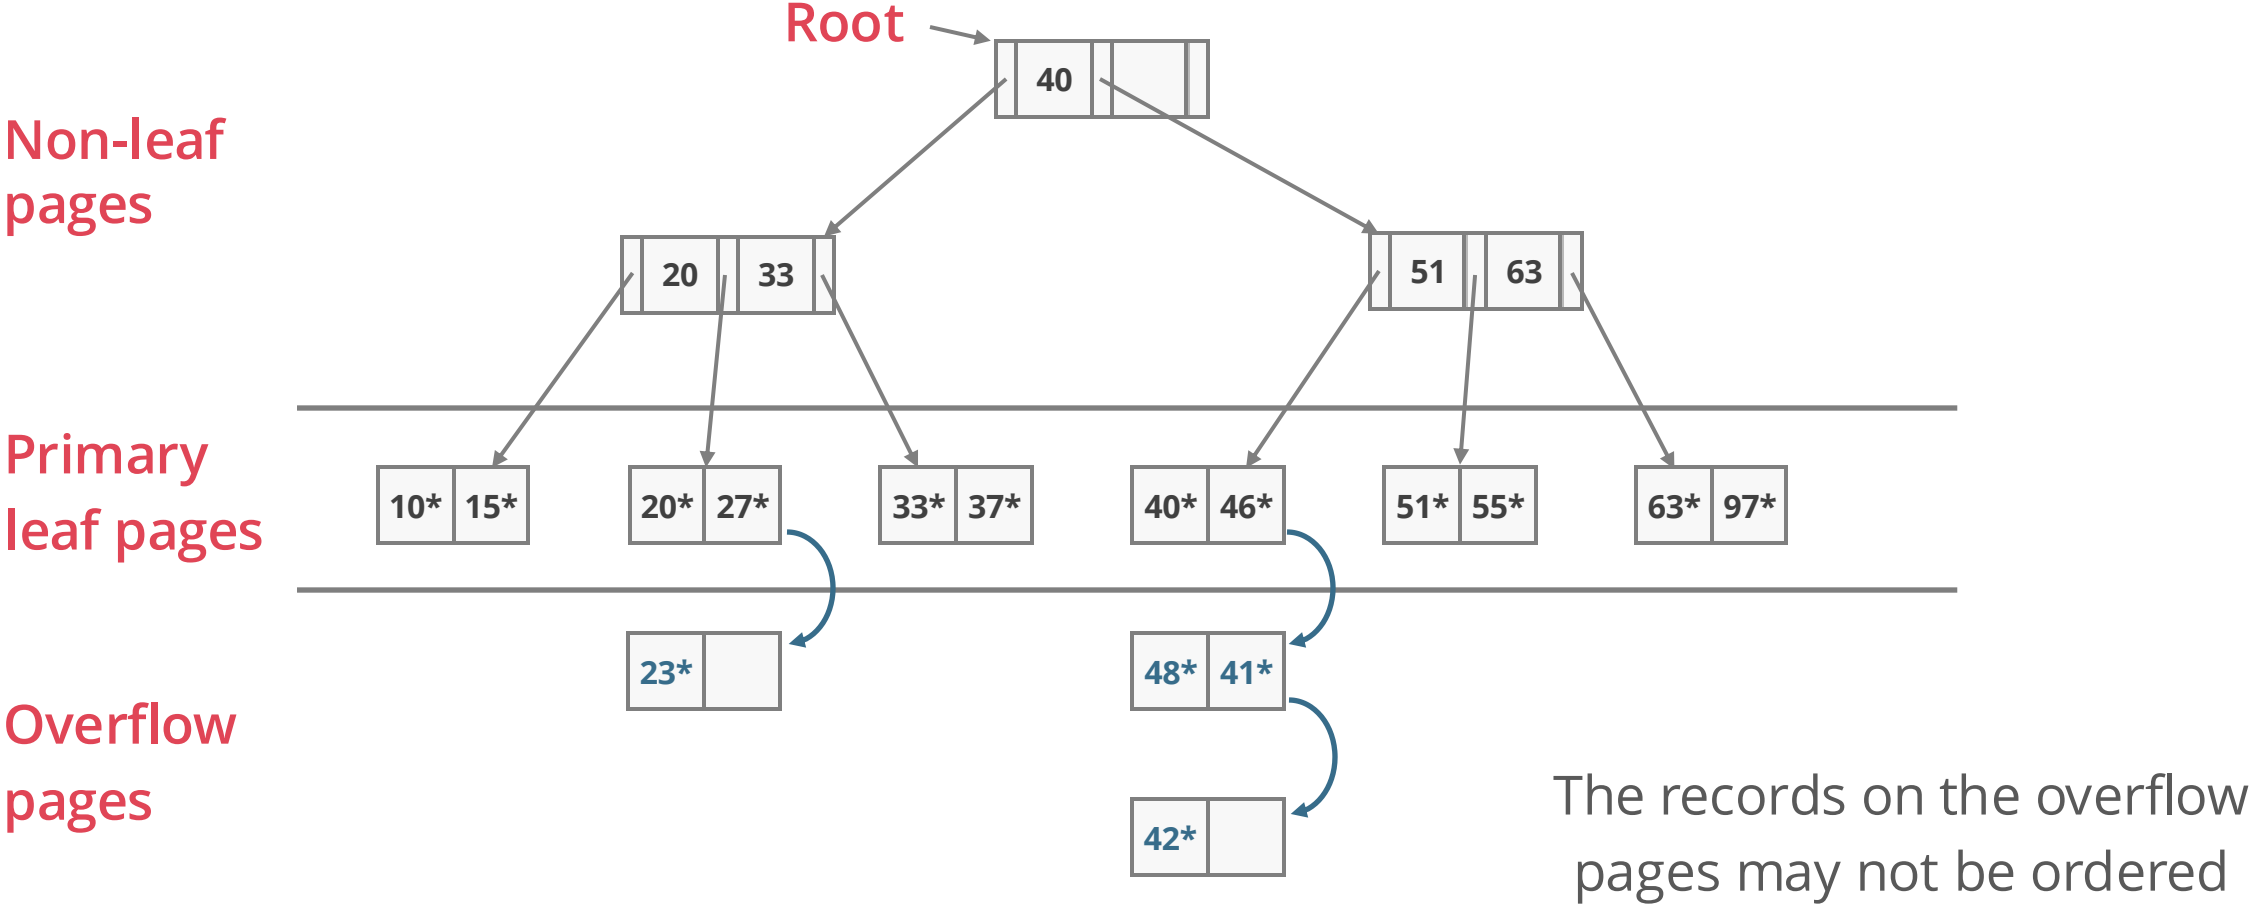 Root
40
Non-leaf
pages
20 33
51 63
Primary
leaf pages
10* 15*
20* 27*
33* 37*
40* 46*
51* 55*
63* 97*
Overflow
pages
23*
48* 41*
42*
The records on the overflow
pages may not be ordered